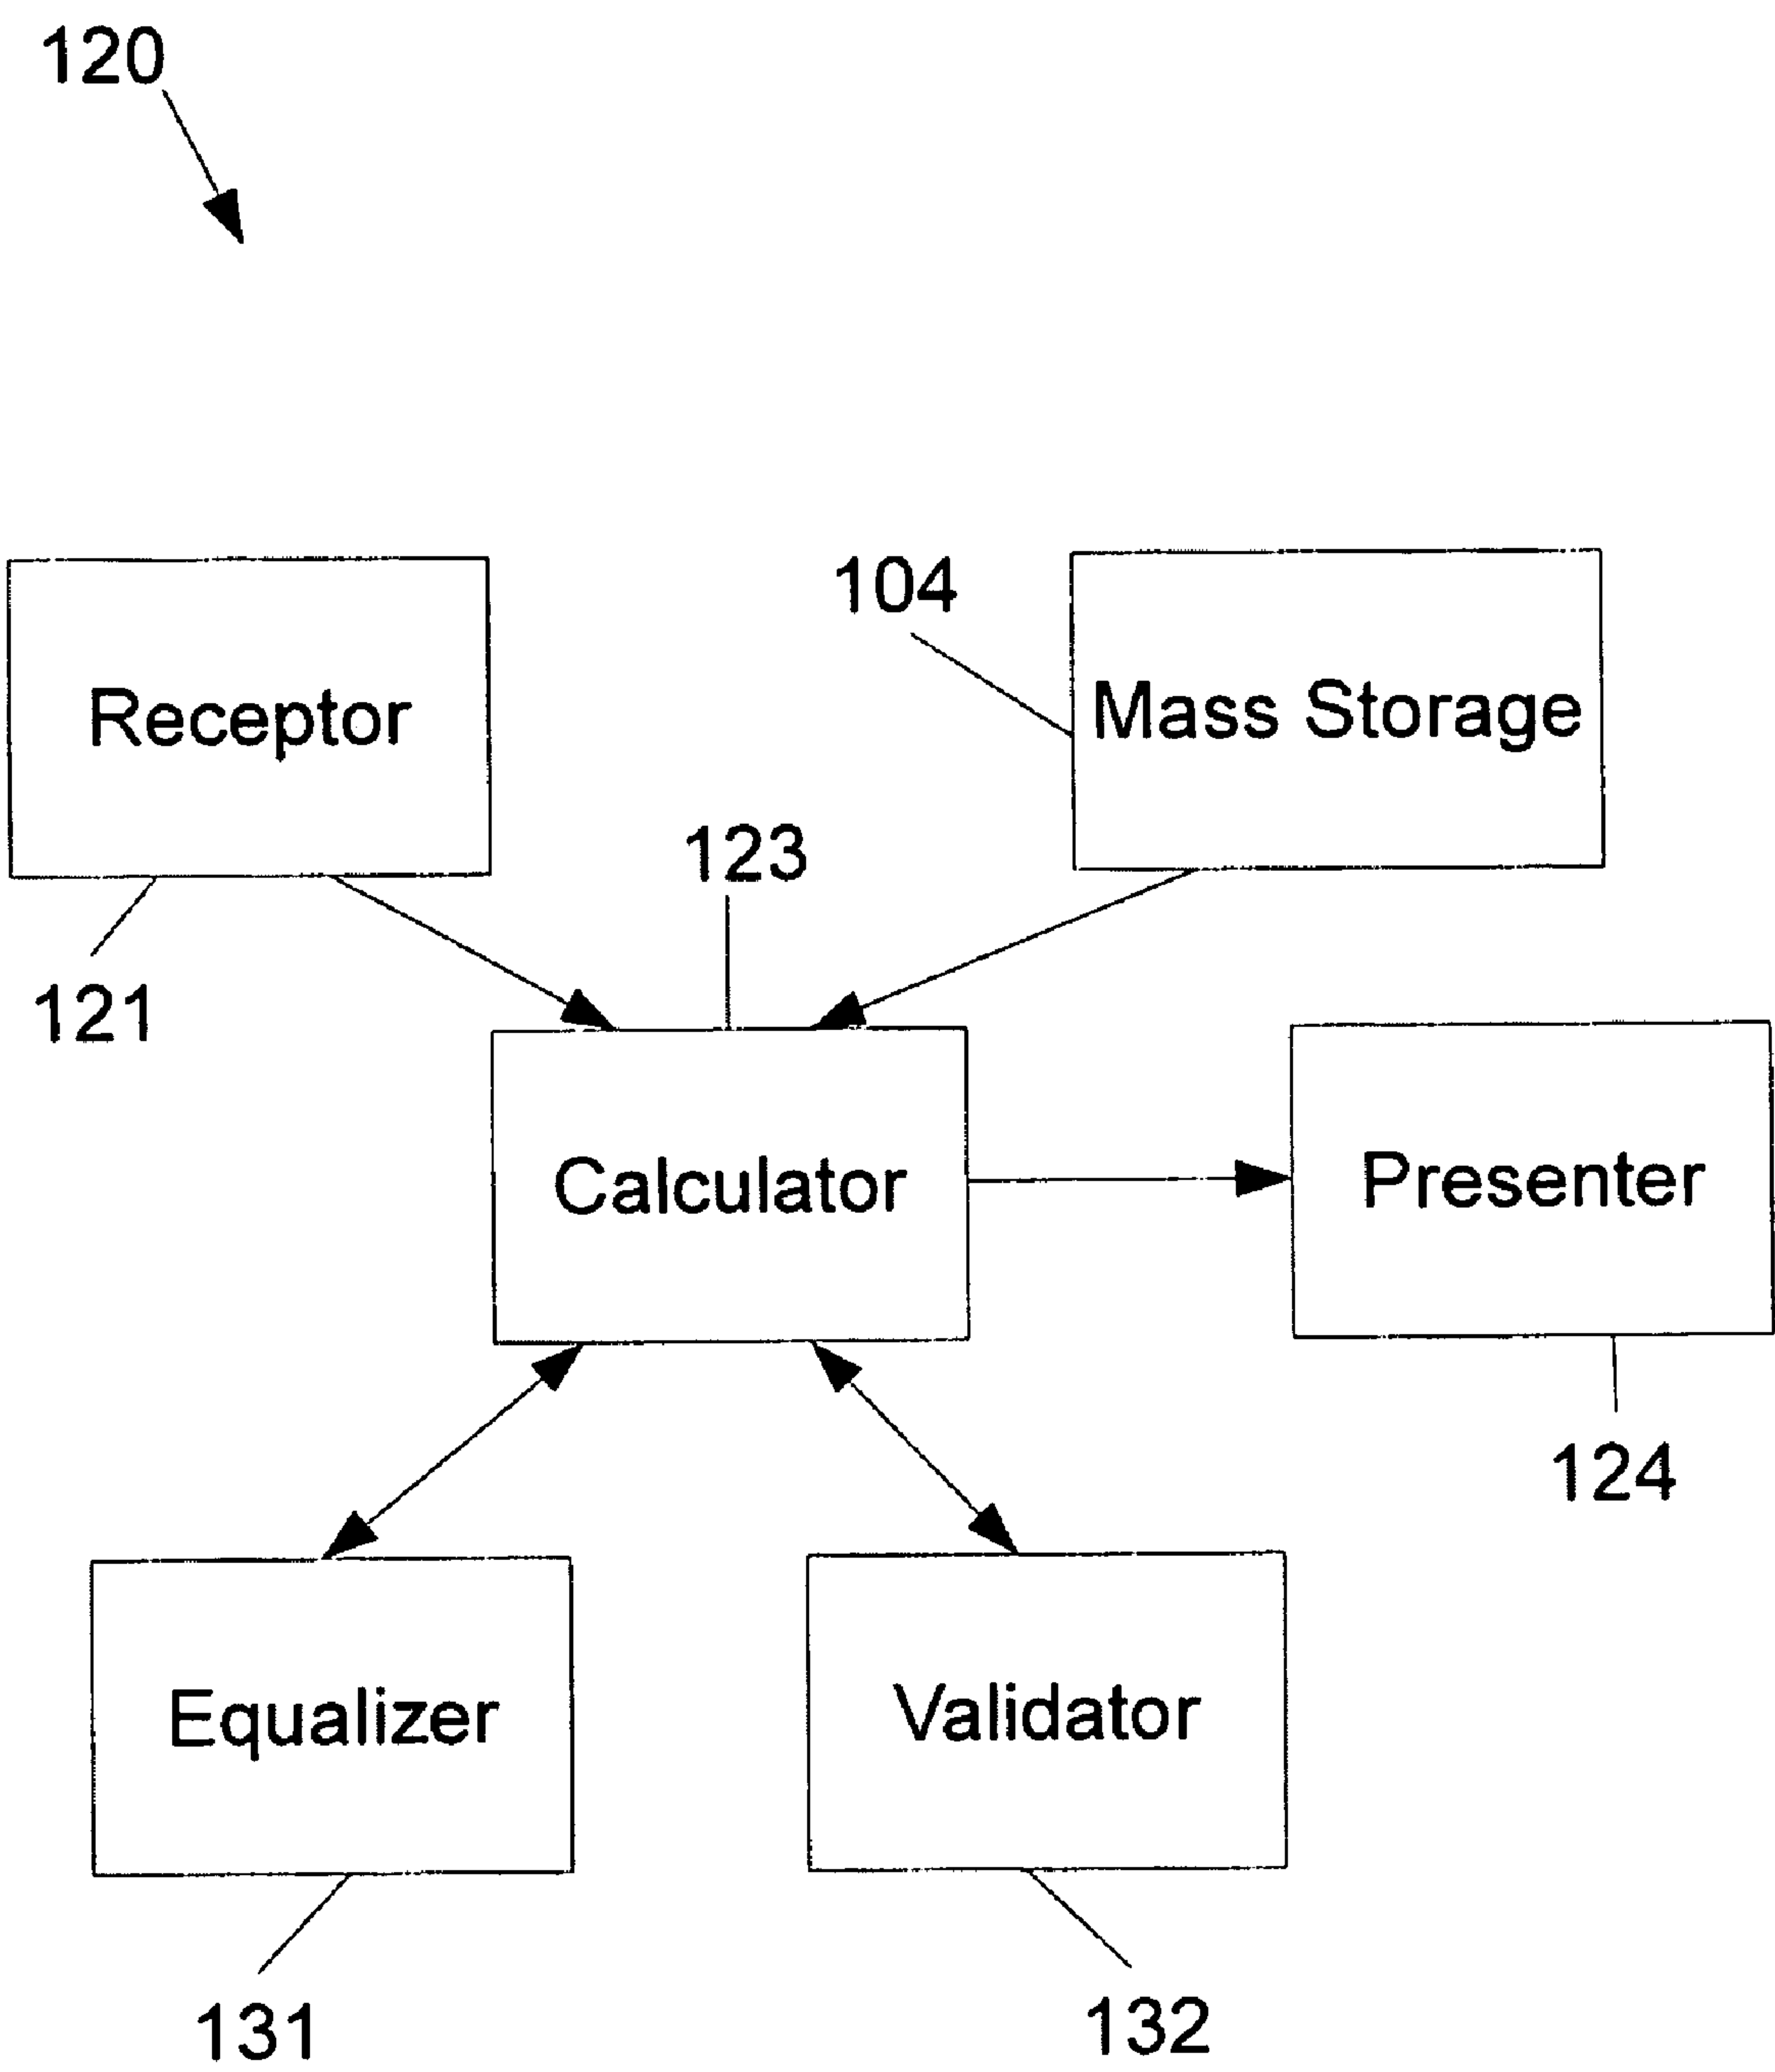 120
104
Receptor
Mass Storage
123
121
Calculator
Presenter
124
Equalizer
Validator
131
132